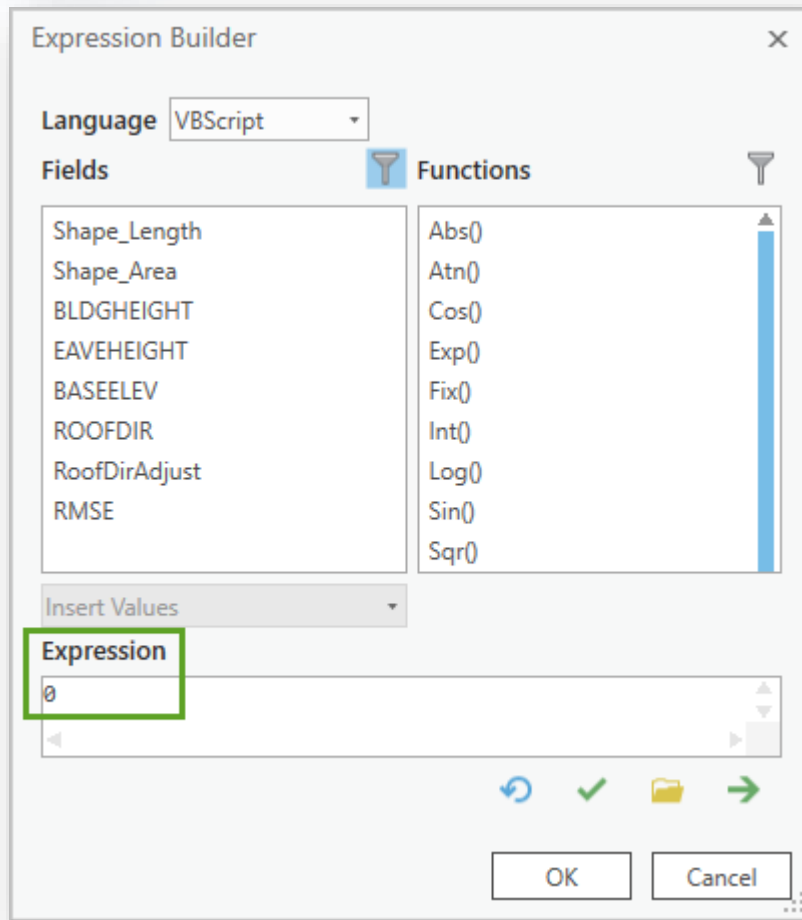 Expression Builder
Language VBScript
Fields
Functions
Shape_Length
Shape_Area
BLDGHEIGHT
EAVEHEIGHT
BASEELEV
ROOFDIR
RoofDirAdjust
RMSE
Abs()
Atn()
Cos()
Exp()
Fix()
Int()
Log()
Sin()
Sqr()
Insert Values
Expression
0
OK
Cancel